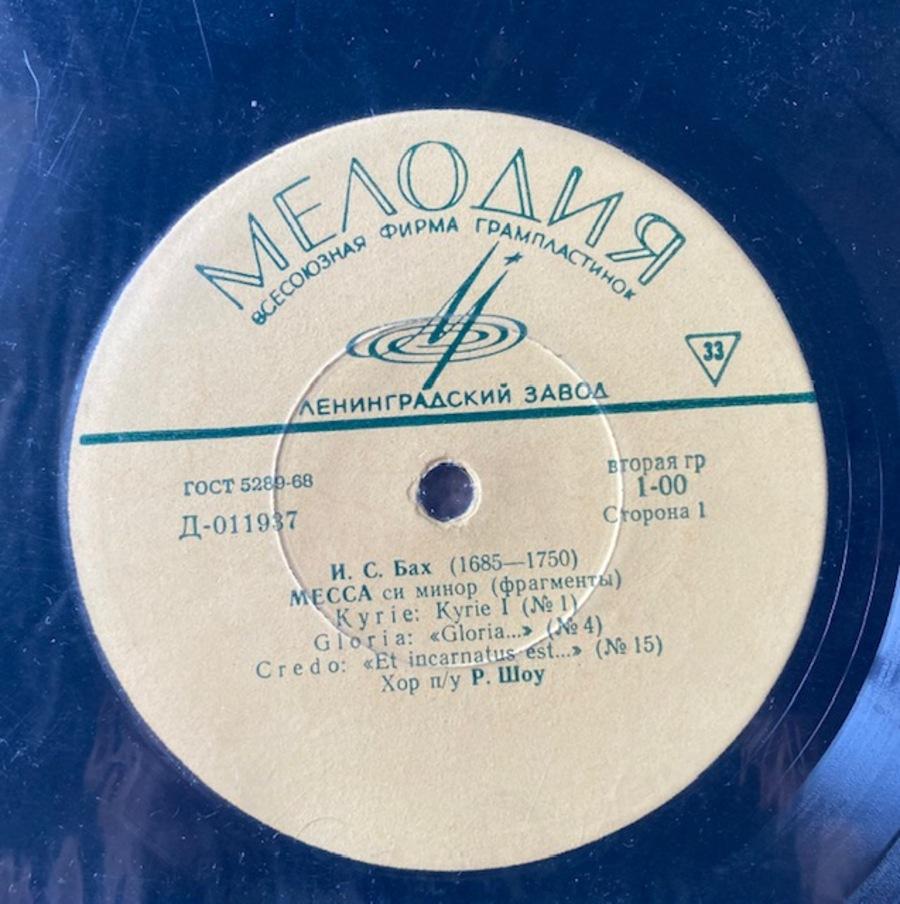 МЕЛОДИЯ
ВСЕСОЮЗНАЯ ФИРМА ГРАМПЛАСТИНОК
33
ЛЕНИНГРАДСКИЙ ЗАВОД
ГОСТ 5289-68
Д-011937
вторая гр
1-00
Сторона 1
И. С. Бах (1685—1750)
МЕССА си минор (фрагменты)
Kyrie: Kyrie I (№ 1)
Gloria: «Gloria...» (№ 4)
Credo: «Et incarnatus est...» (№ 15)
Хор п/у Р. Шоу